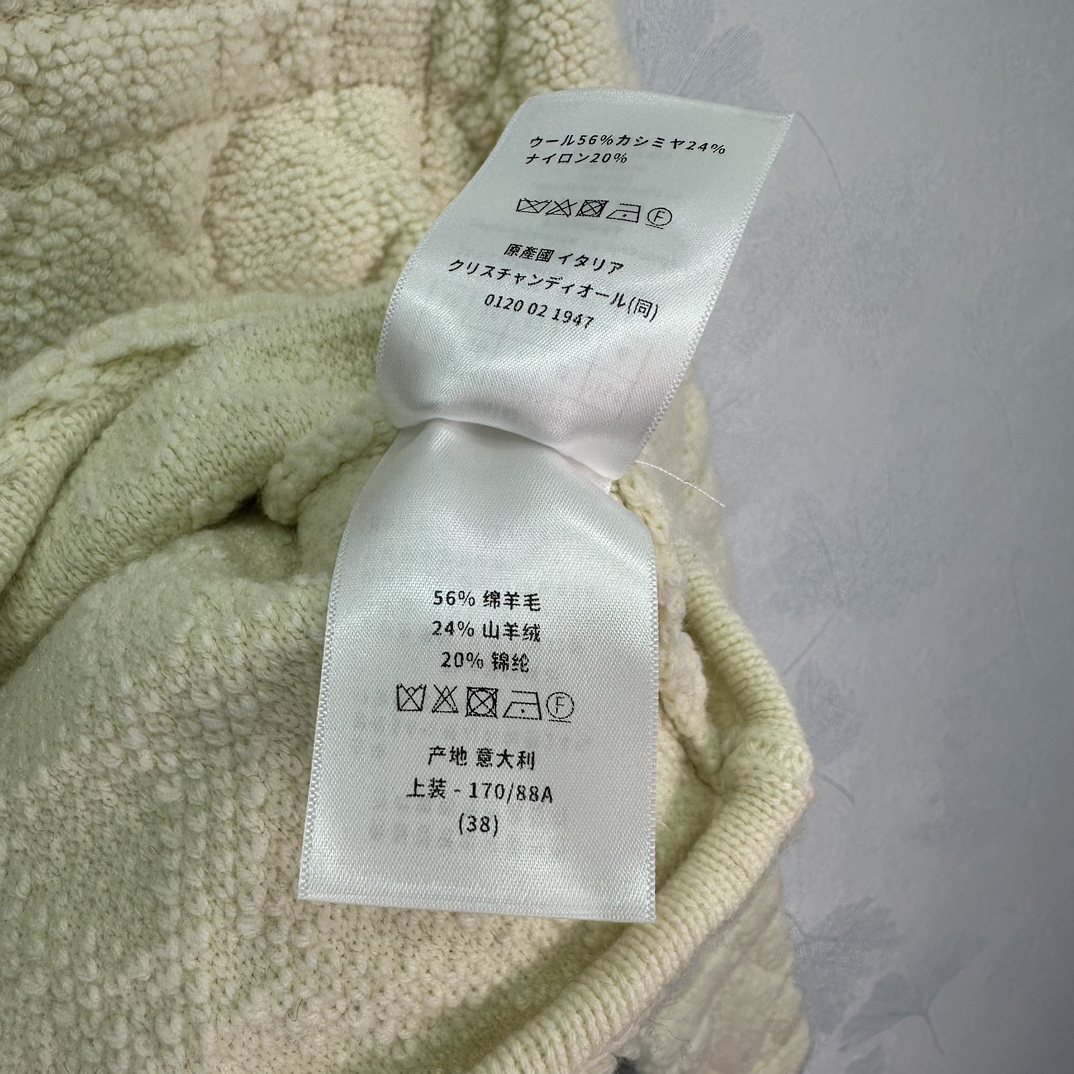 ウール56%カシミヤ24%
ナイロン20%
F
原產國 イタリア
クリスチャンディオール(同)
0120 02 1947
56% 绵羊毛
24% 山羊绒
20% 锦纶
F
产地 意大利
上装 - 170/88A
(38)